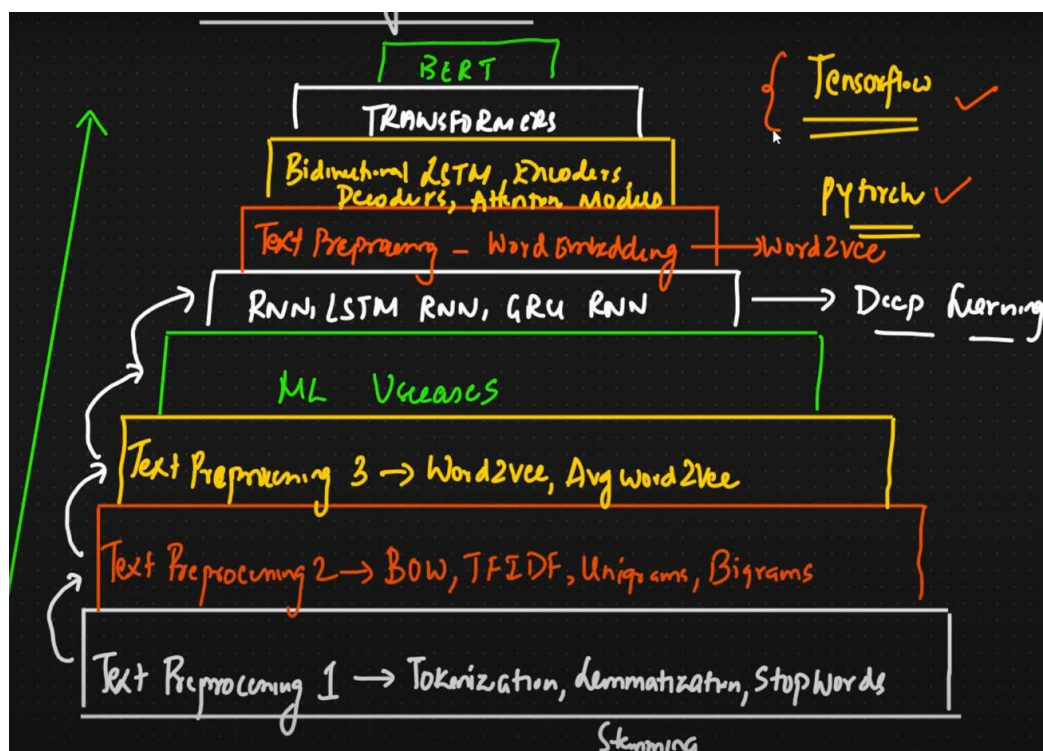 BERT
TRANSFORMERS
Bidirectional LSTM, Encoders,
Decoders, Attention Models
Text Preprocessing - Word Embedding → Word2vec
RNN, LSTM RNN, GRU RNN → Deep Learning
ML Usecases
Text Preprocessing 3 → Word2vec, Avg Word2vec
Text Preprocessing 2 → BOW, TFIDF, Unigrams, Bigrams
Text Preprocessing 1 → Tokenization, Lemmatization, StopWords
Stemming
Tensorflow ✓
Pytorch ✓